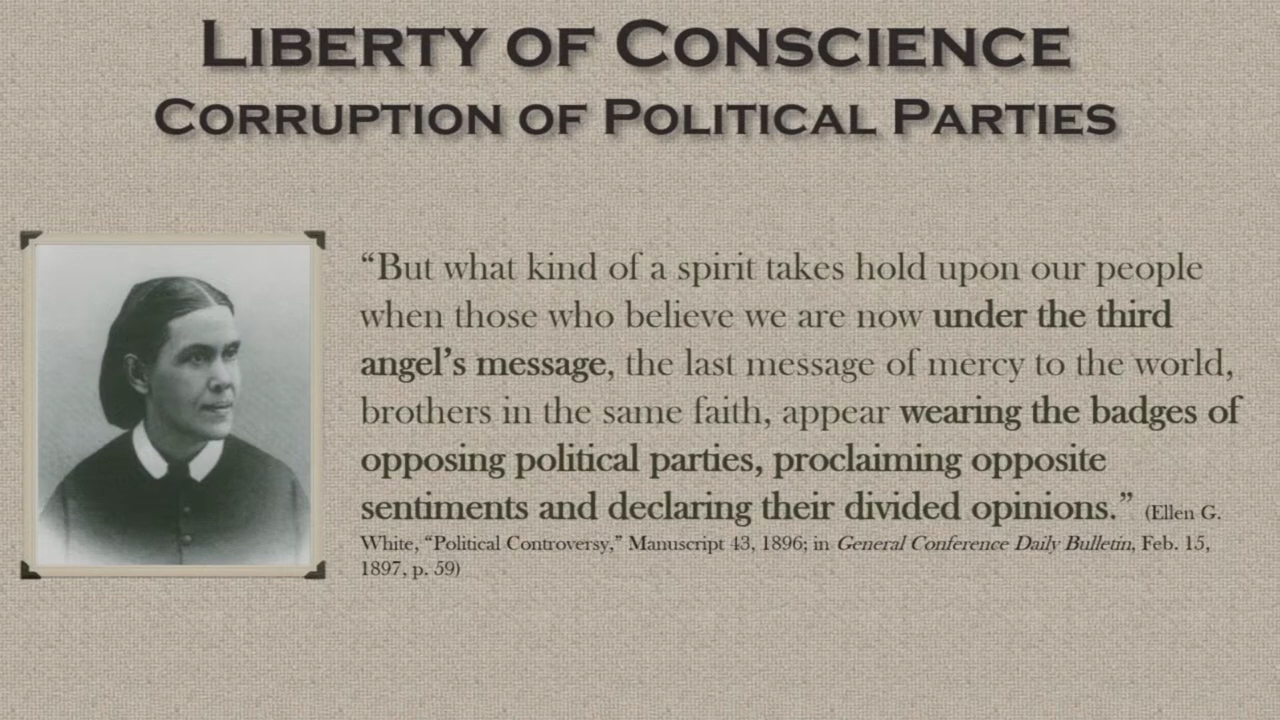 LIBERTY OF CONSCIENCE
CORRUPTION OF POLITICAL PARTIES
“But what kind of a spirit takes hold upon our people
when those who believe we are now under the third
angel’s message, the last message of mercy to the world,
brothers in the same faith, appear wearing the badges of
opposing political parties, proclaiming opposite
sentiments and declaring their divided opinions.” (Ellen G.
White, “Political Controversy,” Manuscript 43, 1896; in General Conference Daily Bulletin, Feb. 15,
1897, p. 59)